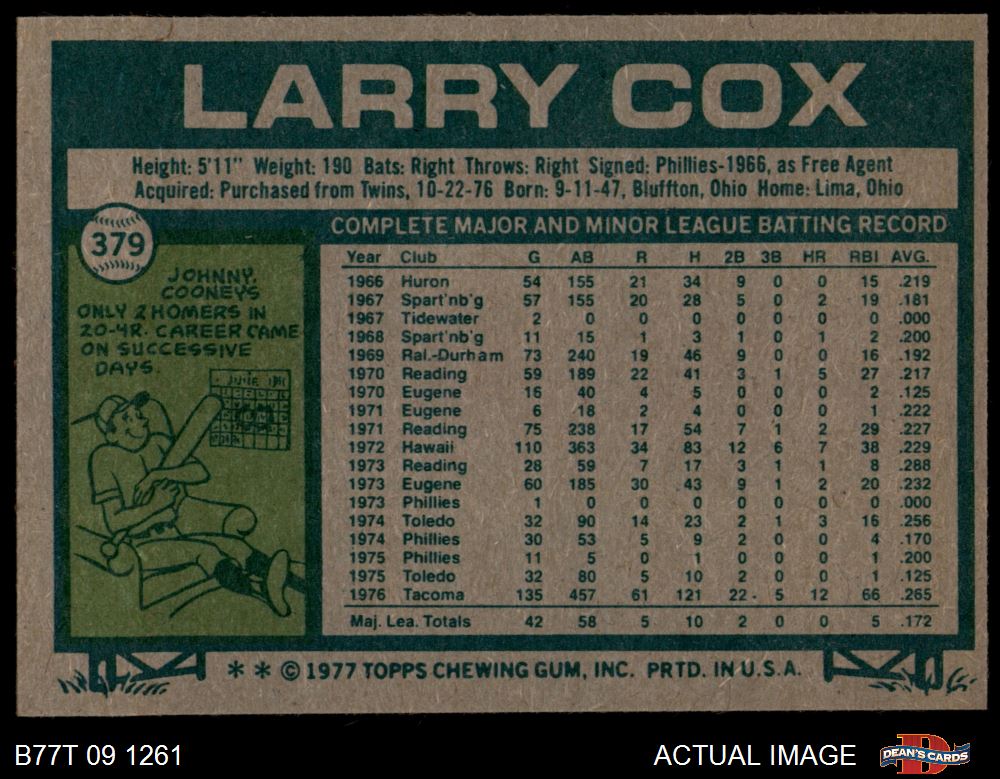 LARRY COX
Height: 5'11" Weight: 190 Bats: Right Throws: Right Signed: Phillies-1966, as Free Agent
Acquired: Purchased from Twins, 10-22-76 Born: 9-11-47, Bluffton, Ohio Home: Lima, Ohio
379
JOHNNY
COONEY'S
ONLY 2 HOMERS IN
20-YR. CAREER CAME
ON SUCCESSIVE
DAYS.
JUNE
COMPLETE MAJOR AND MINOR LEAGUE BATTING RECORD
Year Club G AB R H 2B 3B HR RBI AVG.
1966 Huron 54 155 21 34 9 0 0 15 .219
1967 Spart'nb'g 57 155 20 28 5 0 2 19 .181
1967 Tidewater 2 0 0 0 0 0 0 0 .000
1968 Spart'nb'g 11 15 1 3 1 0 1 2 .200
1969 Ral.-Durham 73 240 19 46 9 0 0 16 .192
1970 Reading 59 189 22 41 3 1 5 27 .217
1970 Eugene 16 40 4 5 0 0 0 2 .125
1971 Eugene 6 18 2 4 0 0 0 1 .222
1971 Reading 75 238 17 54 7 1 2 29 .227
1972 Hawaii 110 363 34 83 12 6 7 38 .229
1973 Reading 28 59 7 17 3 1 1 8 .288
1973 Eugene 60 185 30 43 9 1 2 20 .232
1973 Phillies 1 0 0 0 0 0 0 0 .000
1974 Toledo 32 90 14 23 2 1 3 16 .256
1974 Phillies 30 53 5 9 2 0 0 4 .170
1975 Phillies 11 5 0 1 0 0 0 1 .200
1975 Toledo 32 80 5 10 2 0 0 1 .125
1976 Tacoma 135 457 61 121 22 5 12 66 .265
Maj. Lea. Totals 42 58 5 10 2 0 0 5 .172
* * © 1977 TOPPS CHEWING GUM, INC. PRTD. IN U.S.A.
B77T 09 1261
ACTUAL IMAGE
DEAN'S CARDS